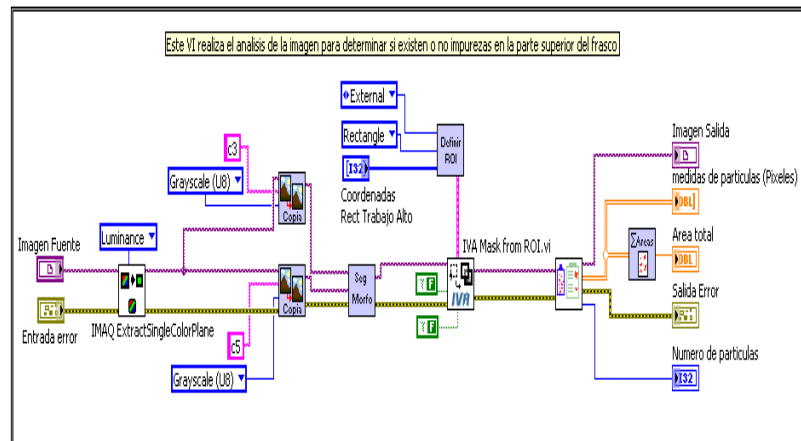 Este VI realiza el analisis de la imagen para determinar si existen o no impurezas en la parte superior del frasco
External
Rectangle
Definir
ROI
[I32]
Coordenadas
Rect Trabajo Alto
c3
Grayscale (U8)
Copia
Imagen Salida
medidas de particulas (Pixeles)
DBL]
Luminance
Imagen Fuente
IVA Mask from ROI.vi
ΣAreas
Area total
DBL
Seg
Morfo
Copia
? F
IVA
Salida Error
Entrada error
IMAQ ExtractSingleColorPlane
? F
c5
Grayscale (U8)
Numero de particulas
I32